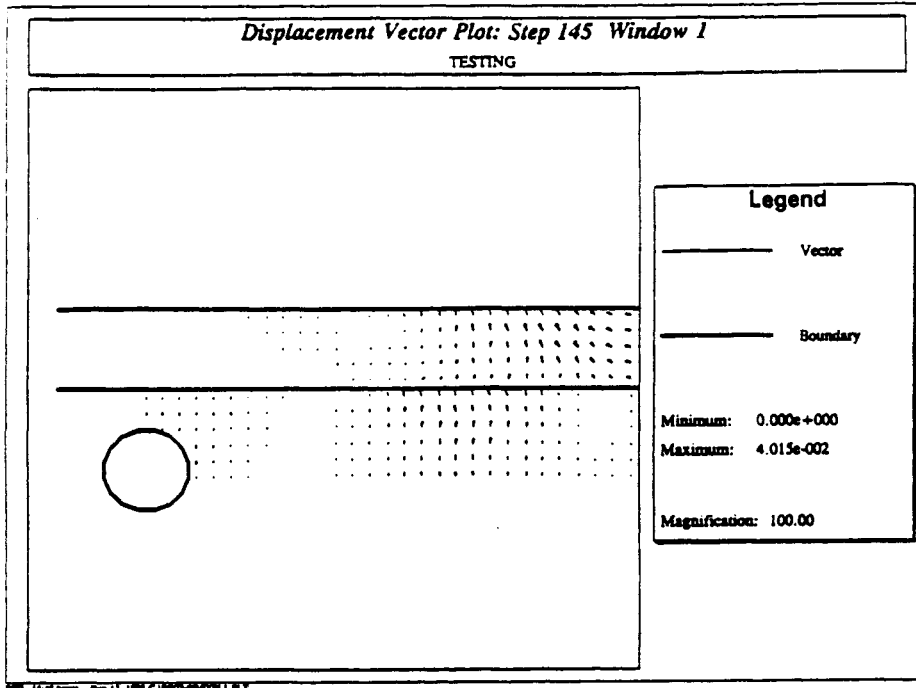 Displacement Vector Plot: Step 145 Window 1
TESTING
Legend
Vector
Boundary
Minimum: 0.000e+000
Maximum: 4.015e-002
Magnification: 100.00